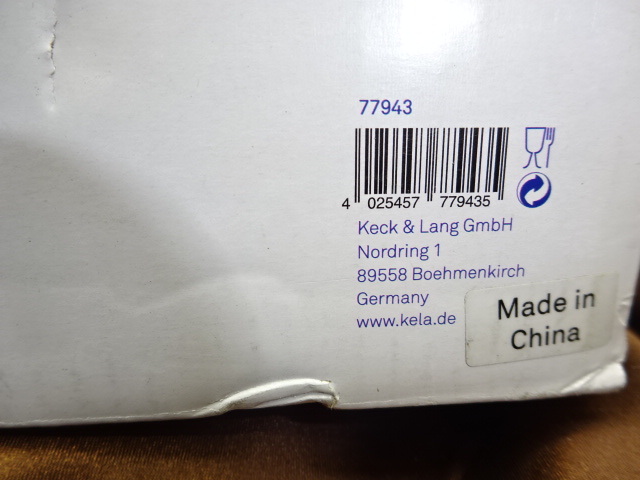 77943
4 025457 779435
Keck & Lang GmbH
Nordring 1
89558 Boehmenkirch
Germany
www.kela.de
Made in
China